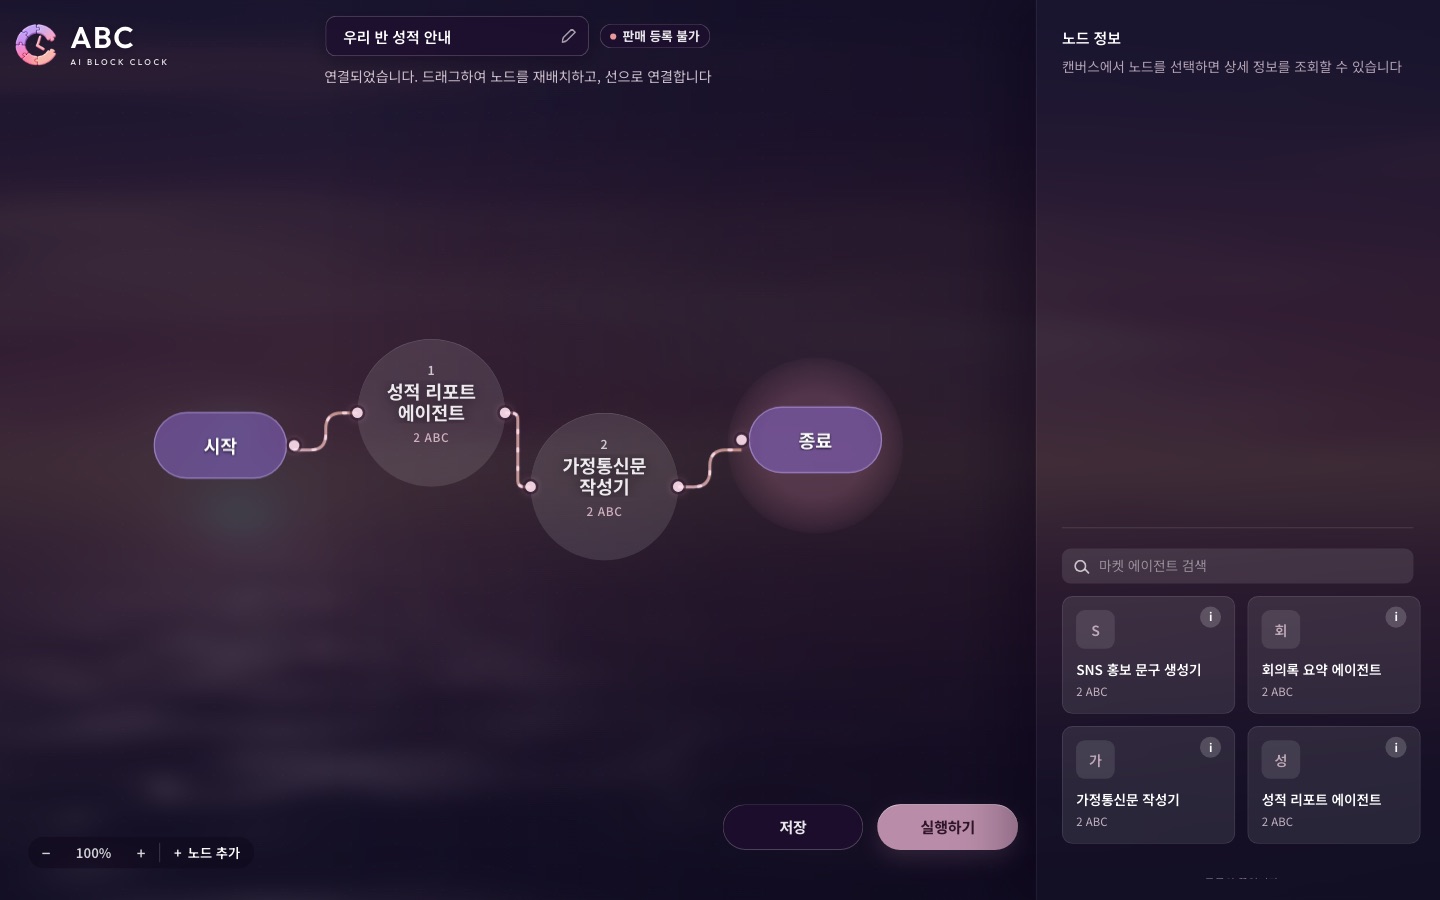 ABC
AI BLOCK CLOCK
우리 반 성적 안내
판매 등록 불가
연결되었습니다. 드래그하여 노드를 재배치하고, 선으로 연결합니다
시작
1
성적 리포트
에이전트
2 ABC
2
가정통신문
작성기
2 ABC
종료
저장
실행하기
− 100% +
+ 노드 추가
노드 정보
캔버스에서 노드를 선택하면 상세 정보를 조회할 수 있습니다
마켓 에이전트 검색
S
i
SNS 홍보 문구 생성기
2 ABC
회
i
회의록 요약 에이전트
2 ABC
가
i
가정통신문 작성기
2 ABC
성
i
성적 리포트 에이전트
2 ABC